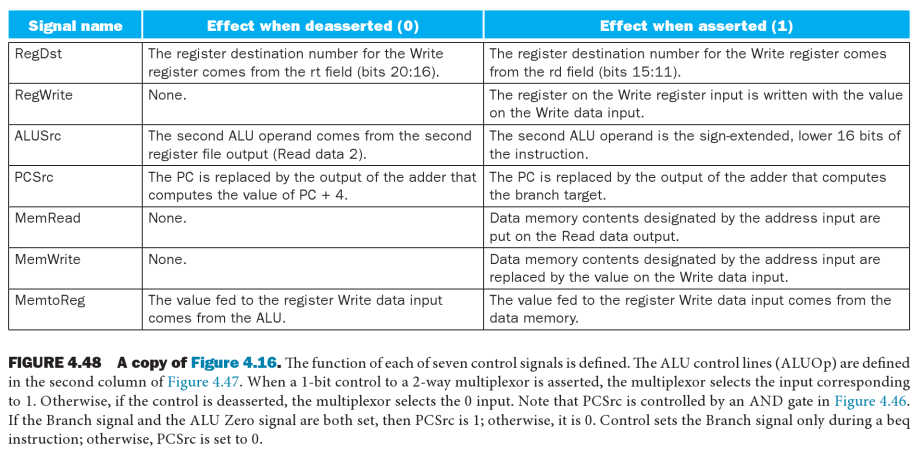 Signal name Effect when deasserted (0) Effect when asserted (1)
RegDst The register destination number for the Write The register destination number for the Write register comes
register comes from the rt field (bits 20:16). from the rd field (bits 15:11).
RegWrite None. The register on the Write register input is written with the value
on the Write data input.
ALUSrc The second ALU operand comes from the second The second ALU operand is the sign-extended, lower 16 bits of
register file output (Read data 2). the instruction.
PCSrc The PC is replaced by the output of the adder that The PC is replaced by the output of the adder that computes
computes the value of PC + 4. the branch target.
MemRead None. Data memory contents designated by the address input are
put on the Read data output.
MemWrite None. Data memory contents designated by the address input are
replaced by the value on the Write data input.
MemtoReg The value fed to the register Write data input The value fed to the register Write data input comes from the
comes from the ALU. data memory.
FIGURE 4.48 A copy of Figure 4.16. The function of each of seven control signals is defined. The ALU control lines (ALUOp) are defined
in the second column of Figure 4.47. When a 1-bit control to a 2-way multiplexor is asserted, the multiplexor selects the input corresponding
to 1. Otherwise, if the control is deasserted, the multiplexor selects the 0 input. Note that PCSrc is controlled by an AND gate in Figure 4.46.
If the Branch signal and the ALU Zero signal are both set, then PCSrc is 1; otherwise, it is 0. Control sets the Branch signal only during a beq
instruction; otherwise, PCSrc is set to 0.